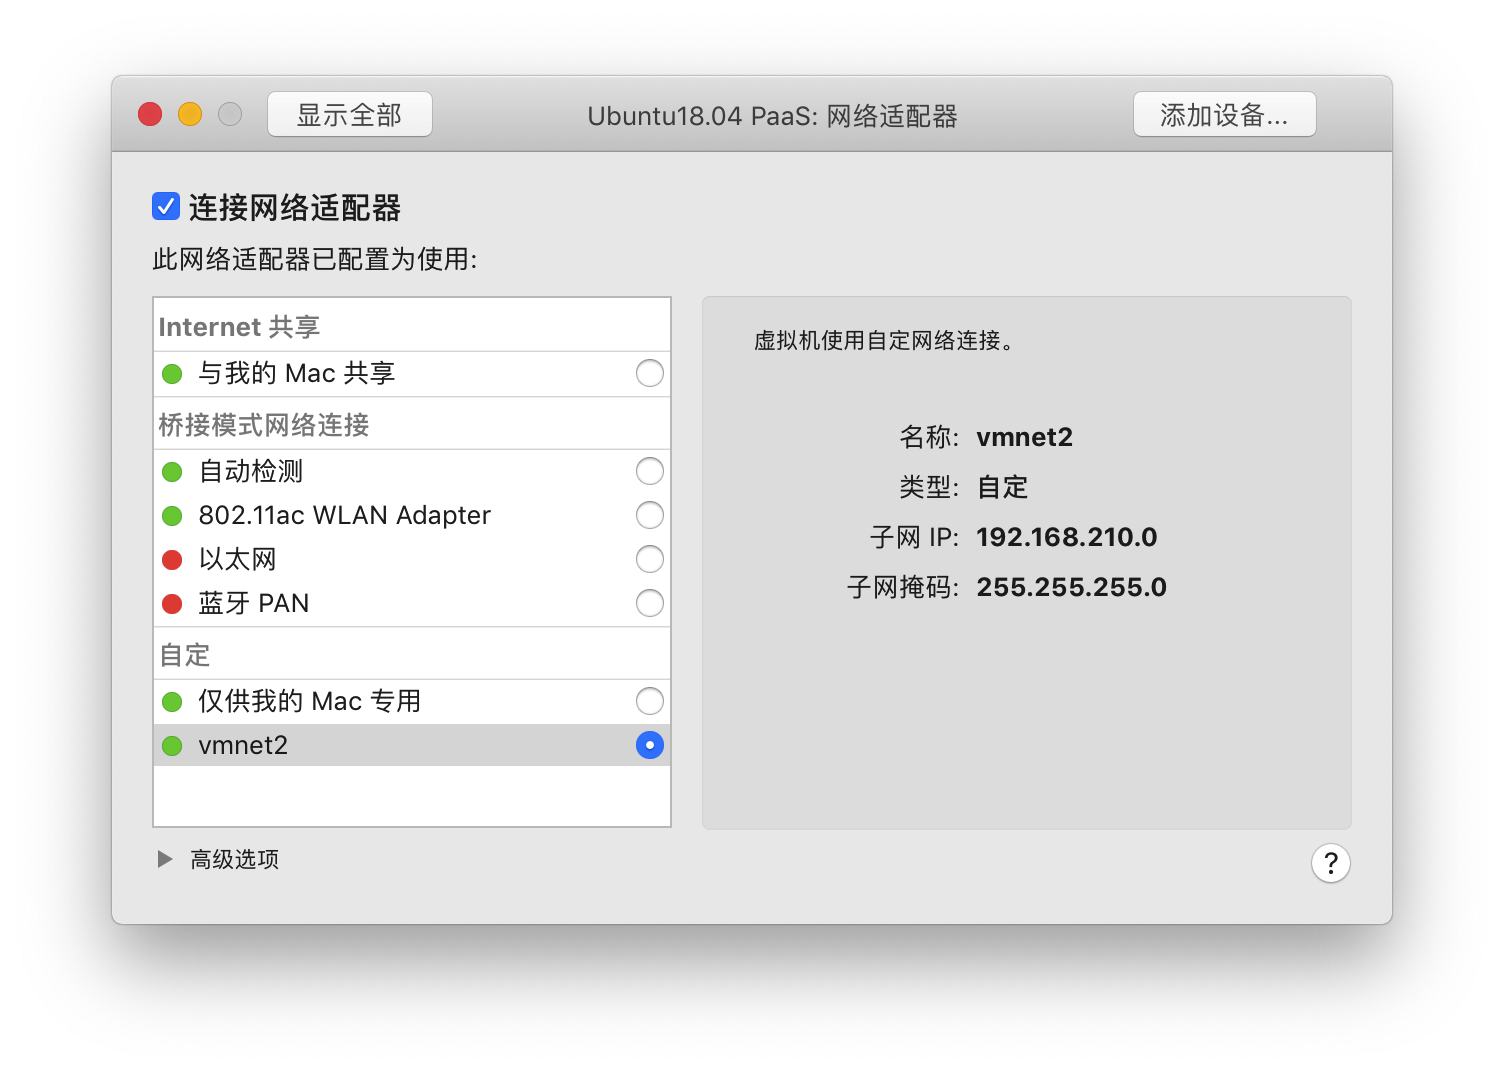 显示全部
Ubuntu18.04 PaaS: 网络适配器
添加设备...
连接网络适配器
此网络适配器已配置为使用:
Internet 共享
与我的 Mac 共享
桥接模式网络连接
自动检测
802.11ac WLAN Adapter
以太网
蓝牙 PAN
自定
仅供我的 Mac 专用
vmnet2
高级选项
虚拟机使用自定网络连接。
名称: vmnet2
类型: 自定
子网 IP: 192.168.210.0
子网掩码: 255.255.255.0
?